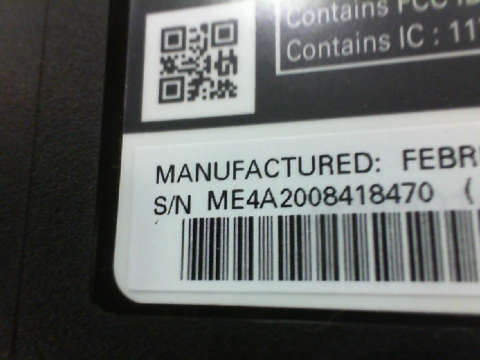 Contains FCC ID
Contains IC : 11
MANUFACTURED: FEBR
S/N ME4A2008418470 (